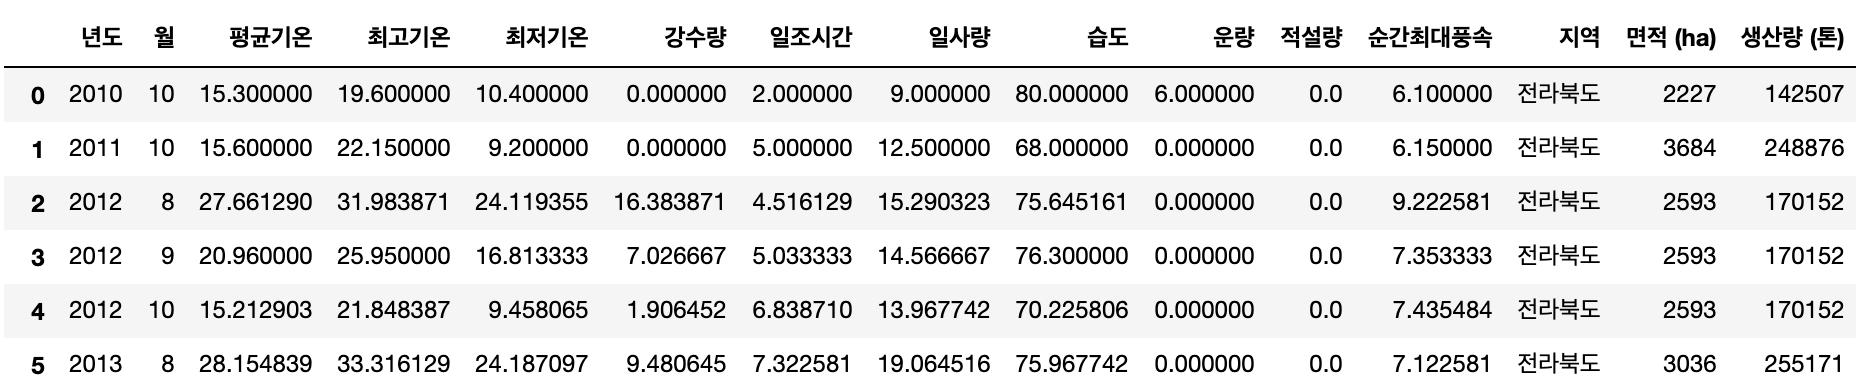 년도 월 평균기온 최고기온 최저기온 강수량 일조시간 일사량 습도 운량 적설량 순간최대풍속 지역 면적 (ha) 생산량 (톤)
0 2010 10 15.300000 19.600000 10.400000 0.000000 2.000000 9.000000 80.000000 6.000000 0.0 6.100000 전라북도 2227 142507
1 2011 10 15.600000 22.150000 9.200000 0.000000 5.000000 12.500000 68.000000 0.000000 0.0 6.150000 전라북도 3684 248876
2 2012 8 27.661290 31.983871 24.119355 16.383871 4.516129 15.290323 75.645161 0.000000 0.0 9.222581 전라북도 2593 170152
3 2012 9 20.960000 25.950000 16.813333 7.026667 5.033333 14.566667 76.300000 0.000000 0.0 7.353333 전라북도 2593 170152
4 2012 10 15.212903 21.848387 9.458065 1.906452 6.838710 13.967742 70.225806 0.000000 0.0 7.435484 전라북도 2593 170152
5 2013 8 28.154839 33.316129 24.187097 9.480645 7.322581 19.064516 75.967742 0.000000 0.0 7.122581 전라북도 3036 255171